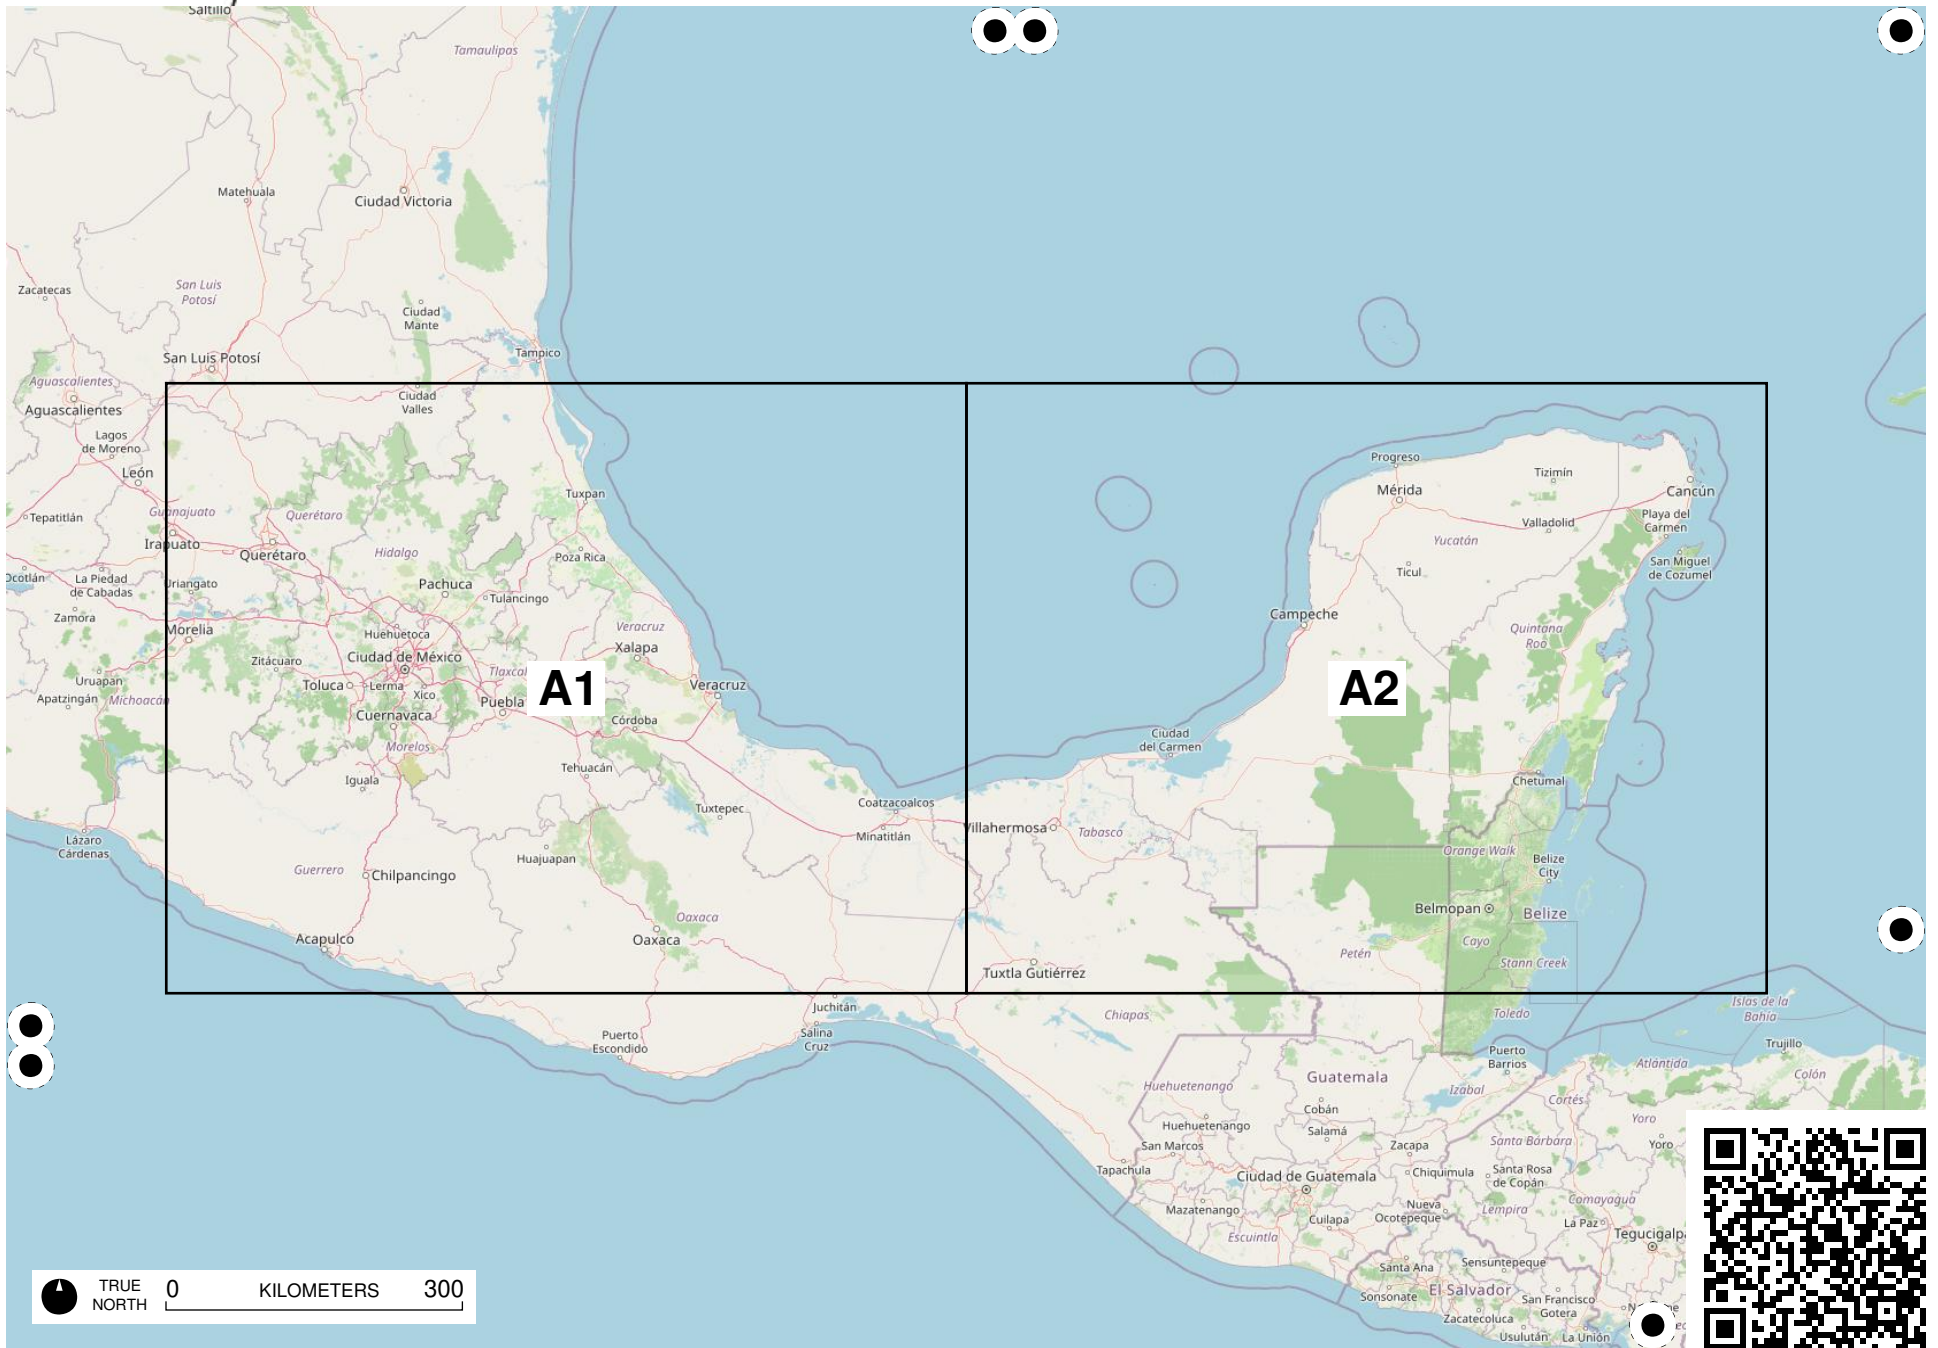 Saltillo
Tamaulipas
Matehuala
Ciudad Victoria
Zacatecas
San Luis
Potosí
Ciudad
Mante
San Luis Potosí
Tampico
Aguascalientes
Aguascalientes
Ciudad
Valles
Lagos
de Moreno
León
Tuxpan
Guanajuato
Querétaro
Tepatitlán
Irapuato
Querétaro
Hidalgo
Poza Rica
Ocotlán
La Piedad
de Cabadas
Uriangato
Pachuca
Tulancingo
Zamora
Morelia
Huehuetoca
Veracruz
Xalapa
Zitácuaro
Ciudad de México
Uruapan
Toluca
Lerma
Tlaxcal
A1
Apatzingán
Michoacán
Xico
Puebla
Veracruz
Cuernavaca
Córdoba
Morelos
Iguala
Tehuacán
Tuxtepec
Coatzacoalcos
Minatitlán
Lázaro
Cárdenas
Huajuapan
Guerrero
Chilpancingo
Oaxaca
Acapulco
Oaxaca
Juchitán
Puerto
Escondido
Salina
Cruz
Progreso
Mérida
Tizimín
Cancún
Valladolid
Playa del
Carmen
Yucatán
Ticul
San Miguel
de Cozumel
Campeche
Quintana
Roo
A2
Ciudad
del Carmen
Chetumal
Villahermosa
Tabasco
Orange Walk
Belize
City
Belmopan
Belize
Cayo
Petén
Stann Creek
Tuxtla Gutiérrez
Chiapas
Toledo
Islas de la
Bahía
Puerto
Barrios
Trujillo
Atlántida
Colón
Huehuetenango
Guatemala
Izabal
Cortés
Cobán
Yoro
Huehuetenango
Salamá
San Marcos
Zacapa
Santa Bárbara
Yoro
Tapachula
Ciudad de Guatemala
Chiquimula
Santa Rosa
de Copán
Comayagua
Mazatenango
Nueva
Ocotepeque
Lempira
Cuilapa
La Paz
Escuintla
Tegucigalpa
Santa Ana
Sensuntepeque
Sonsonate
El Salvador
San Francisco
Gotera
Zacatecoluca
Usulután
La Unión
TRUE
NORTH
0
KILOMETERS
300